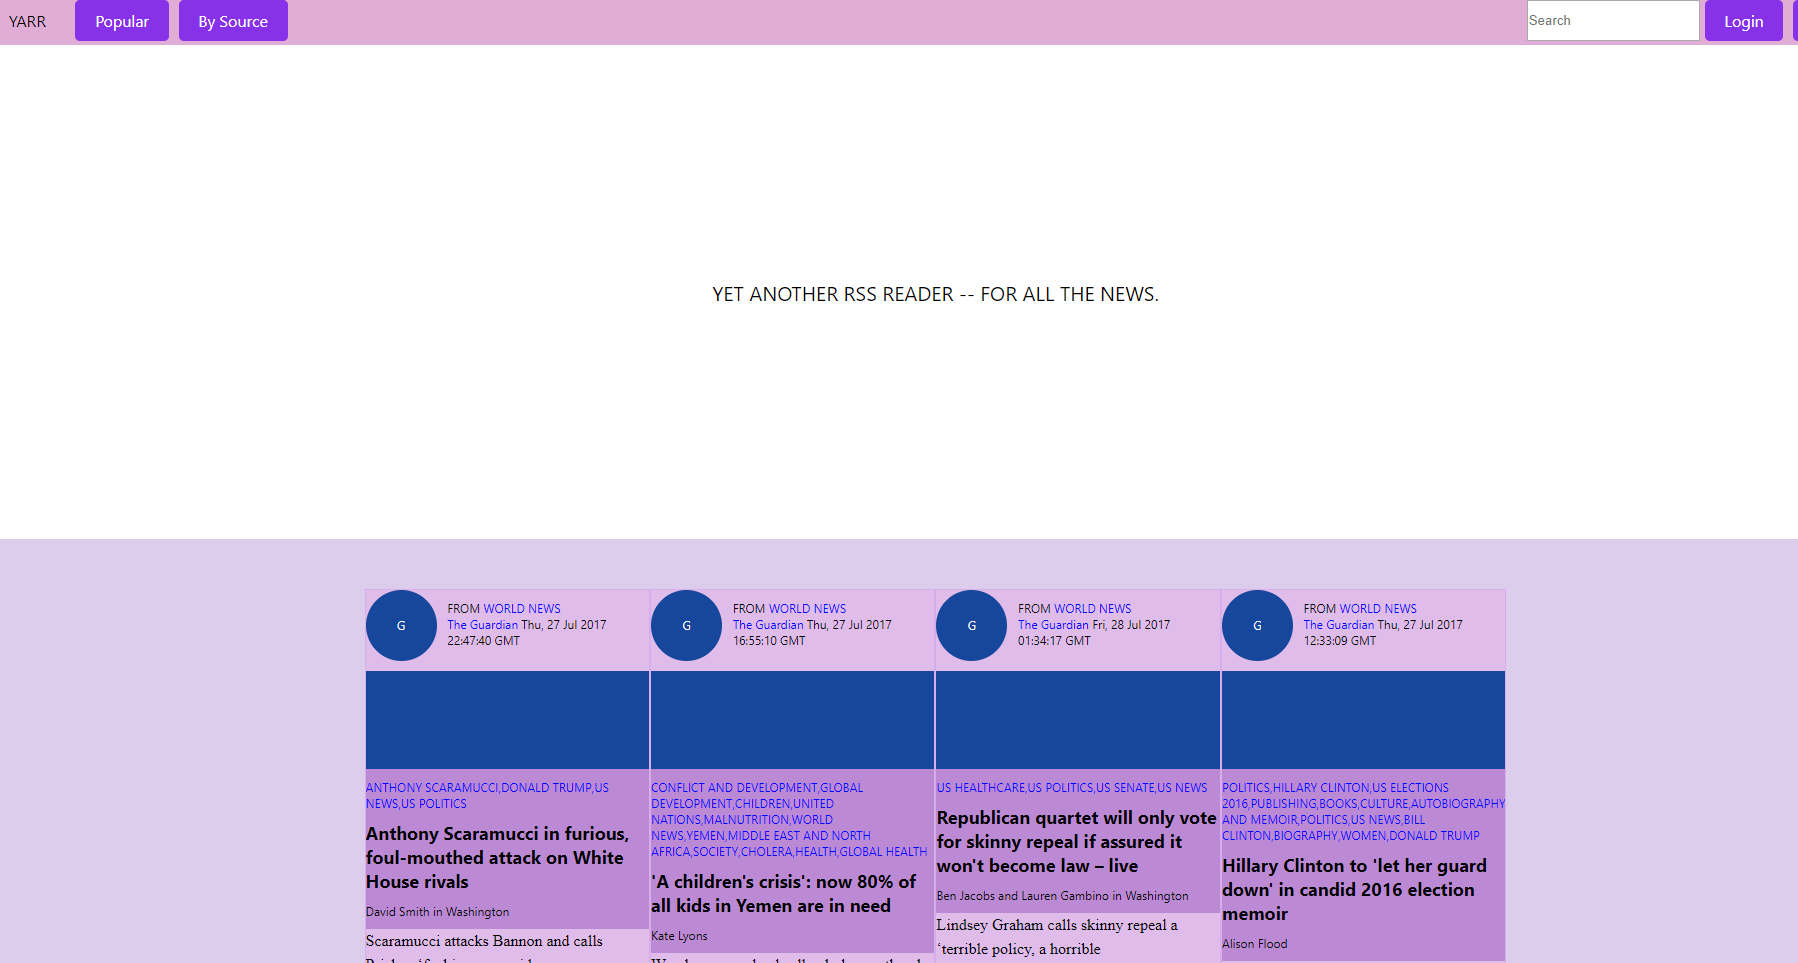 YARR
Popular
By Source
Search
Login
YET ANOTHER RSS READER -- FOR ALL THE NEWS.
G
FROM WORLD NEWS
The Guardian Thu, 27 Jul 2017
22:47:40 GMT
ANTHONY SCARAMUCCI,DONALD TRUMP,US
NEWS,US POLITICS
Anthony Scaramucci in furious,
foul-mouthed attack on White
House rivals
David Smith in Washington
Scaramucci attacks Bannon and calls
G
FROM WORLD NEWS
The Guardian Thu, 27 Jul 2017
16:55:10 GMT
CONFLICT AND DEVELOPMENT,GLOBAL
DEVELOPMENT,CHILDREN,UNITED
NATIONS,MALNUTRITION,WORLD
NEWS,YEMEN,MIDDLE EAST AND NORTH
AFRICA,SOCIETY,CHOLERA,HEALTH,GLOBAL HEALTH
'A children's crisis': now 80% of
all kids in Yemen are in need
Kate Lyons
G
FROM WORLD NEWS
The Guardian Fri, 28 Jul 2017
01:34:17 GMT
US HEALTHCARE,US POLITICS,US SENATE,US NEWS
Republican quartet will only vote
for skinny repeal if assured it
won't become law – live
Ben Jacobs and Lauren Gambino in Washington
Lindsey Graham calls skinny repeal a
‘terrible policy, a horrible
G
FROM WORLD NEWS
The Guardian Thu, 27 Jul 2017
12:33:09 GMT
POLITICS,HILLARY CLINTON,US ELECTIONS
2016,PUBLISHING,BOOKS,CULTURE,AUTOBIOGRAPHY
AND MEMOIR,POLITICS,US NEWS,BILL
CLINTON,BIOGRAPHY,WOMEN,DONALD TRUMP
Hillary Clinton to 'let her guard
down' in candid 2016 election
memoir
Alison Flood